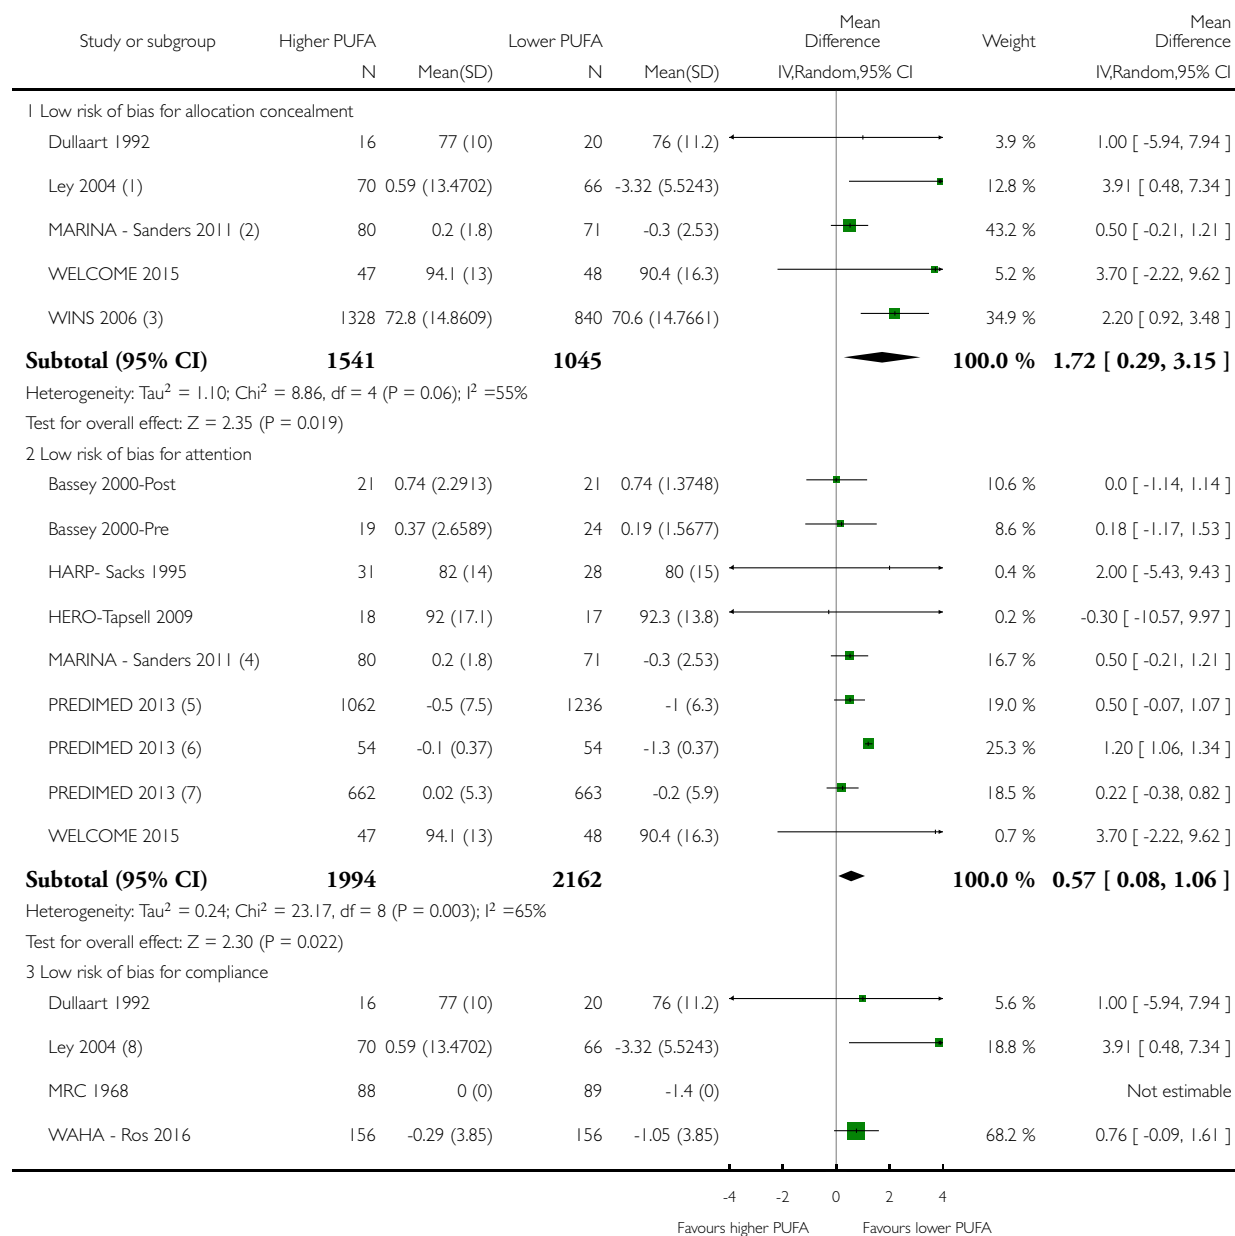 Study or subgroup Higher PUFA Lower PUFA Mean Difference Weight Mean Difference
N Mean(SD) N Mean(SD) IV,Random,95% CI IV,Random,95% CI
1 Low risk of bias for allocation concealment
Dullaart 1992 16 77 (10) 20 76 (11.2) 3.9 % 1.00 [ -5.94, 7.94 ]
Ley 2004 (1) 70 0.59 (13.4702) 66 -3.32 (5.5243) 12.8 % 3.91 [ 0.48, 7.34 ]
MARINA - Sanders 2011 (2) 80 0.2 (1.8) 71 -0.3 (2.53) 43.2 % 0.50 [ -0.21, 1.21 ]
WELCOME 2015 47 94.1 (13) 48 90.4 (16.3) 5.2 % 3.70 [ -2.22, 9.62 ]
WINS 2006 (3) 1328 72.8 (14.8609) 840 70.6 (14.7661) 34.9 % 2.20 [ 0.92, 3.48 ]
Subtotal (95% CI) 1541 1045 100.0 % 1.72 [ 0.29, 3.15 ]
Heterogeneity: Tau² = 1.10; Chi² = 8.86, df = 4 (P = 0.06); I² =55%
Test for overall effect: Z = 2.35 (P = 0.019)
2 Low risk of bias for attention
Bassey 2000-Post 21 0.74 (2.2913) 21 0.74 (1.3748) 10.6 % 0.0 [ -1.14, 1.14 ]
Bassey 2000-Pre 19 0.37 (2.6589) 24 0.19 (1.5677) 8.6 % 0.18 [ -1.17, 1.53 ]
HARP- Sacks 1995 31 82 (14) 28 80 (15) 0.4 % 2.00 [ -5.43, 9.43 ]
HERO-Tapsell 2009 18 92 (17.1) 17 92.3 (13.8) 0.2 % -0.30 [ -10.57, 9.97 ]
MARINA - Sanders 2011 (4) 80 0.2 (1.8) 71 -0.3 (2.53) 16.7 % 0.50 [ -0.21, 1.21 ]
PREDIMED 2013 (5) 1062 -0.5 (7.5) 1236 -1 (6.3) 19.0 % 0.50 [ -0.07, 1.07 ]
PREDIMED 2013 (6) 54 -0.1 (0.37) 54 -1.3 (0.37) 25.3 % 1.20 [ 1.06, 1.34 ]
PREDIMED 2013 (7) 662 0.02 (5.3) 663 -0.2 (5.9) 18.5 % 0.22 [ -0.38, 0.82 ]
WELCOME 2015 47 94.1 (13) 48 90.4 (16.3) 0.7 % 3.70 [ -2.22, 9.62 ]
Subtotal (95% CI) 1994 2162 100.0 % 0.57 [ 0.08, 1.06 ]
Heterogeneity: Tau² = 0.24; Chi² = 23.17, df = 8 (P = 0.003); I² =65%
Test for overall effect: Z = 2.30 (P = 0.022)
3 Low risk of bias for compliance
Dullaart 1992 16 77 (10) 20 76 (11.2) 5.6 % 1.00 [ -5.94, 7.94 ]
Ley 2004 (8) 70 0.59 (13.4702) 66 -3.32 (5.5243) 18.8 % 3.91 [ 0.48, 7.34 ]
MRC 1968 88 0 (0) 89 -1.4 (0) Not estimable
WAHA - Ros 2016 156 -0.29 (3.85) 156 -1.05 (3.85) 68.2 % 0.76 [ -0.09, 1.61 ]
-4 -2 0 2 4
Favours higher PUFA Favours lower PUFA